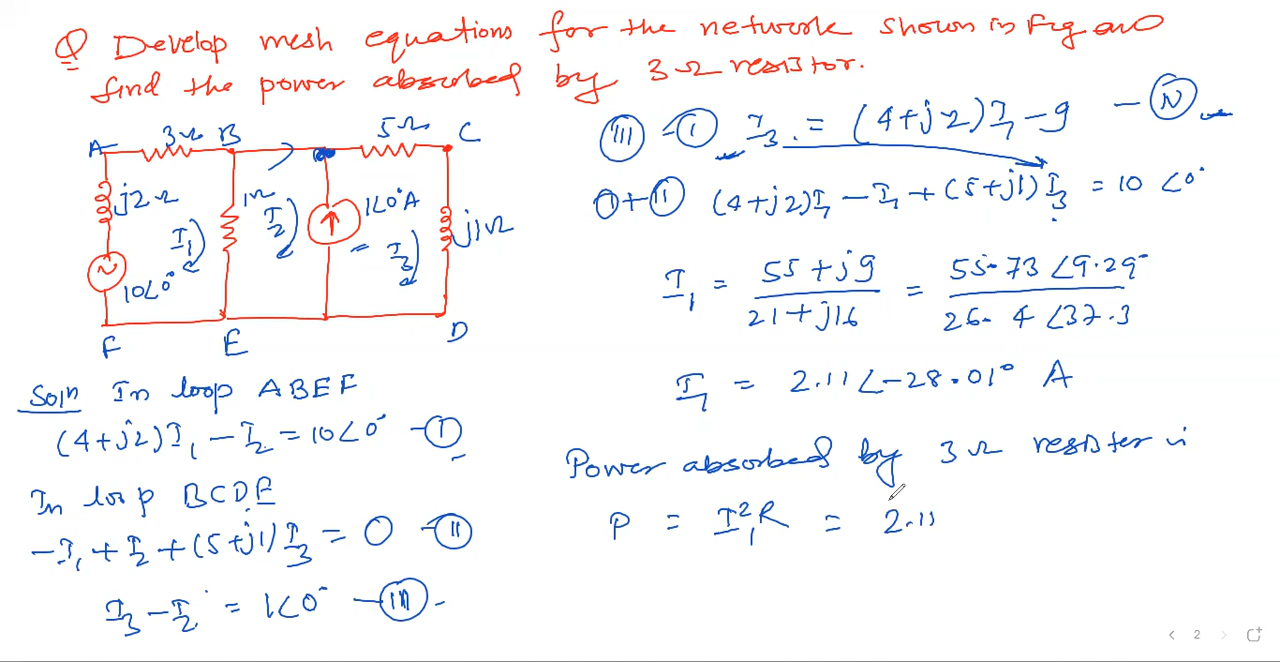 Q Develop mesh equations for the network shown in Fig and
find the power absorbed by 3Ω resistor.
A 3Ω B 5Ω C
j2Ω 1Ω I2 1∠0°A j1Ω
I1 I3
10∠0°
F E D
Soln In loop ABEF
(4+j2)I1 - I2 = 10∠0° - I
In loop BCDE
-I1 + I2 + (5+j1)I3 = 0 - II
I3 - I2 = 1∠0° - III
III - I I3 = (4+j2)I1 - 9 - IV
I + II (4+j2)I1 - I1 + (5+j1)I3 = 10∠0°
I1 = 55+j9 / 21+j16 = 55.73∠9.29° / 26.4∠37.3
I1 = 2.11∠-28.01° A
Power absorbed by 3Ω resister is
P = I1²R = 2.11
2